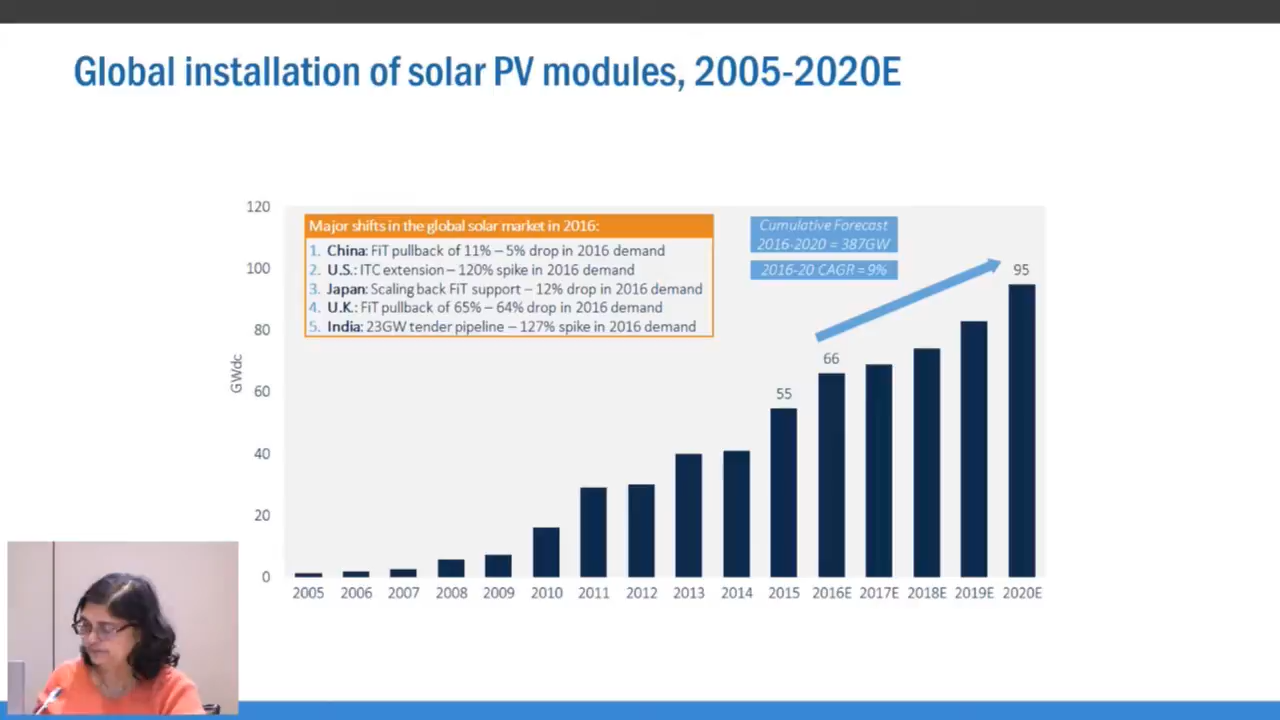 Global installation of solar PV modules, 2005-2020E
120
100
80
60
40
20
0
GWdc
Major shifts in the global solar market in 2016:
1. China: FiT pullback of 11% – 5% drop in 2016 demand
2. U.S.: ITC extension – 120% spike in 2016 demand
3. Japan: Scaling back FiT support – 12% drop in 2016 demand
4. U.K.: FiT pullback of 65% – 64% drop in 2016 demand
5. India: 23GW tender pipeline – 127% spike in 2016 demand
Cumulative Forecast
2016-2020 = 387GW
2016-20 CAGR = 9%
55
66
95
2005 2006 2007 2008 2009 2010 2011 2012 2013 2014 2015 2016E 2017E 2018E 2019E 2020E